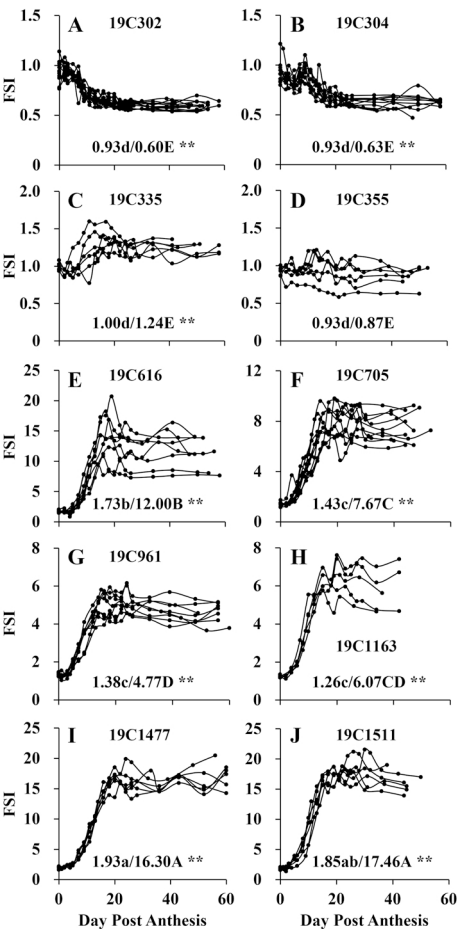 A 19C302
B 19C304
1.5
1.0
0.5
0
FSI
0.93d/0.60E **
1.5
1.0
0.5
0
0.93d/0.63E **
C 19C335
D 19C355
2.0
1.5
1.0
0.5
0
FSI
1.00d/1.24E **
2.0
1.5
1.0
0.5
0.0
0.93d/0.87E
E 19C616
F 19C705
25
20
15
10
5
0
FSI
1.73b/12.00B **
12
8
4
0
1.43c/7.67C **
G 19C961
H
8
6
4
2
0
FSI
1.38c/4.77D **
8
6
4
2
0
19C1163
1.26c/6.07CD **
I 19C1477
J 19C1511
25
20
15
10
5
0
FSI
1.93a/16.30A **
0 20 40 60
Day Post Anthesis
25
20
15
10
5
0
1.85ab/17.46A **
0 20 40 60
Day Post Anthesis